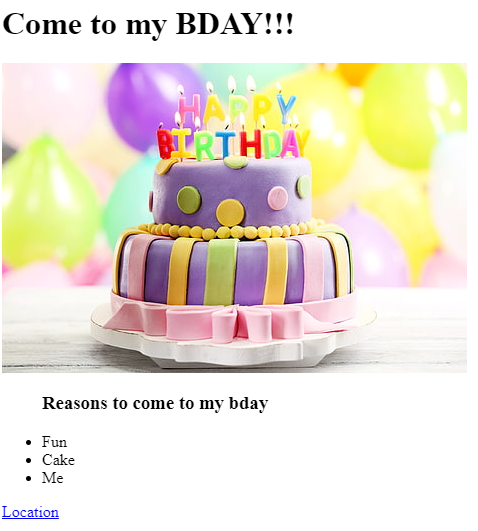 Come to my BDAY!!!
HAPPY
BIRTHDAY
Reasons to come to my bday
Fun
Cake
Me
Location